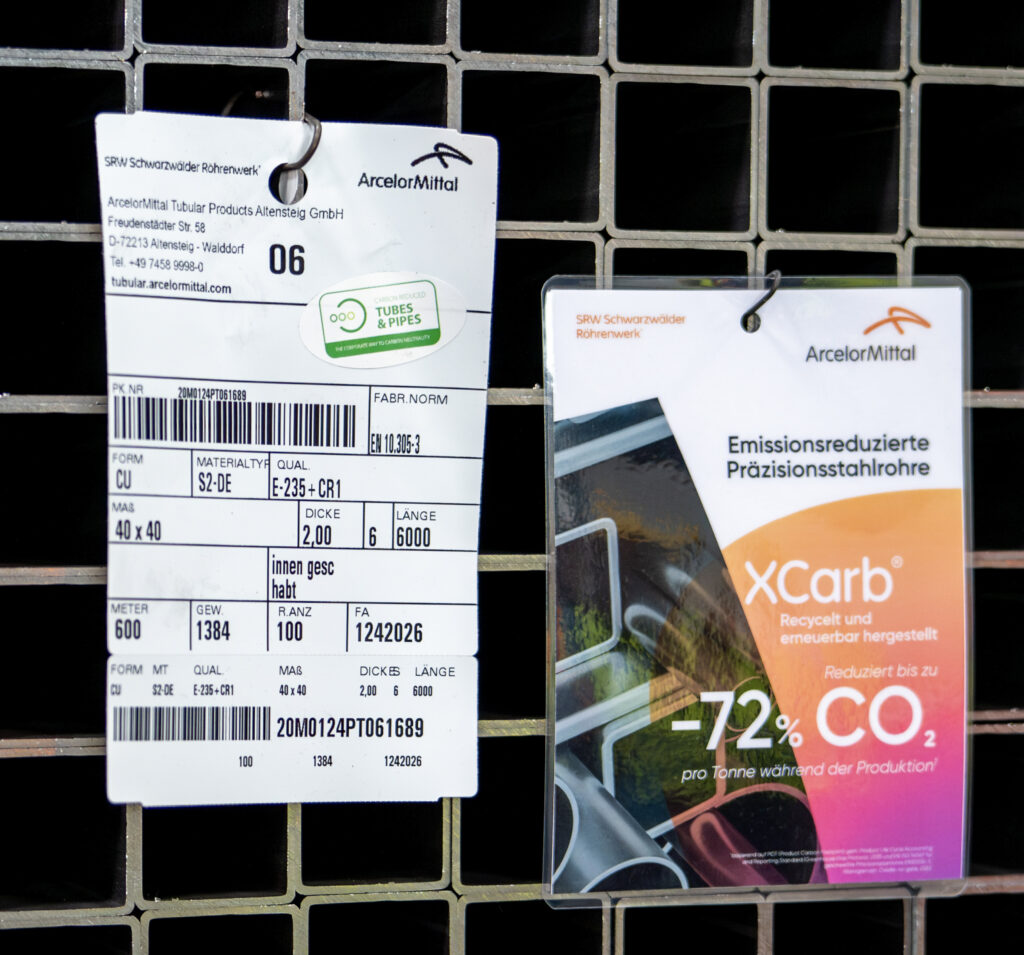 SRW Schwarzwälder Röhrenwerk
ArcelorMittal
ArcelorMittal Tubular Products Altensteig GmbH
Freudenstädter Str. 58
D-72213 Altensteig - Walddorf
Tel. +49 7458 9998-0
tubular.arcelormittal.com
06
CARBON REDUCED
TUBES
& PIPES
THE CORPORATE WAY TO CARBON NEUTRALITY
PK.NR 20M0124PT061689
FABR.NORM
EN 10.305-3
FORM MATERIALTYP QUAL.
CU S2-DE E-235+CR1
MAß DICKE LÄNGE
40 x 40 2,00 6 6000
innen gesc
habt
METER GEW. R.ANZ FA
600 1384 100 1242026
FORM MT QUAL. MAß DICKE LÄNGE
CU S2-DE E-235+CR1 40 x 40 2,00 6 6000
20M0124PT061689
100 1384 1242026
SRW Schwarzwälder
Röhrenwerk
ArcelorMittal
Emissionsreduzierte
Präzisionsstahlrohre
XCarb®
Recycelt und
erneuerbar hergestellt
Reduziert bis zu
-72% CO₂
pro Tonne während der Produktion¹